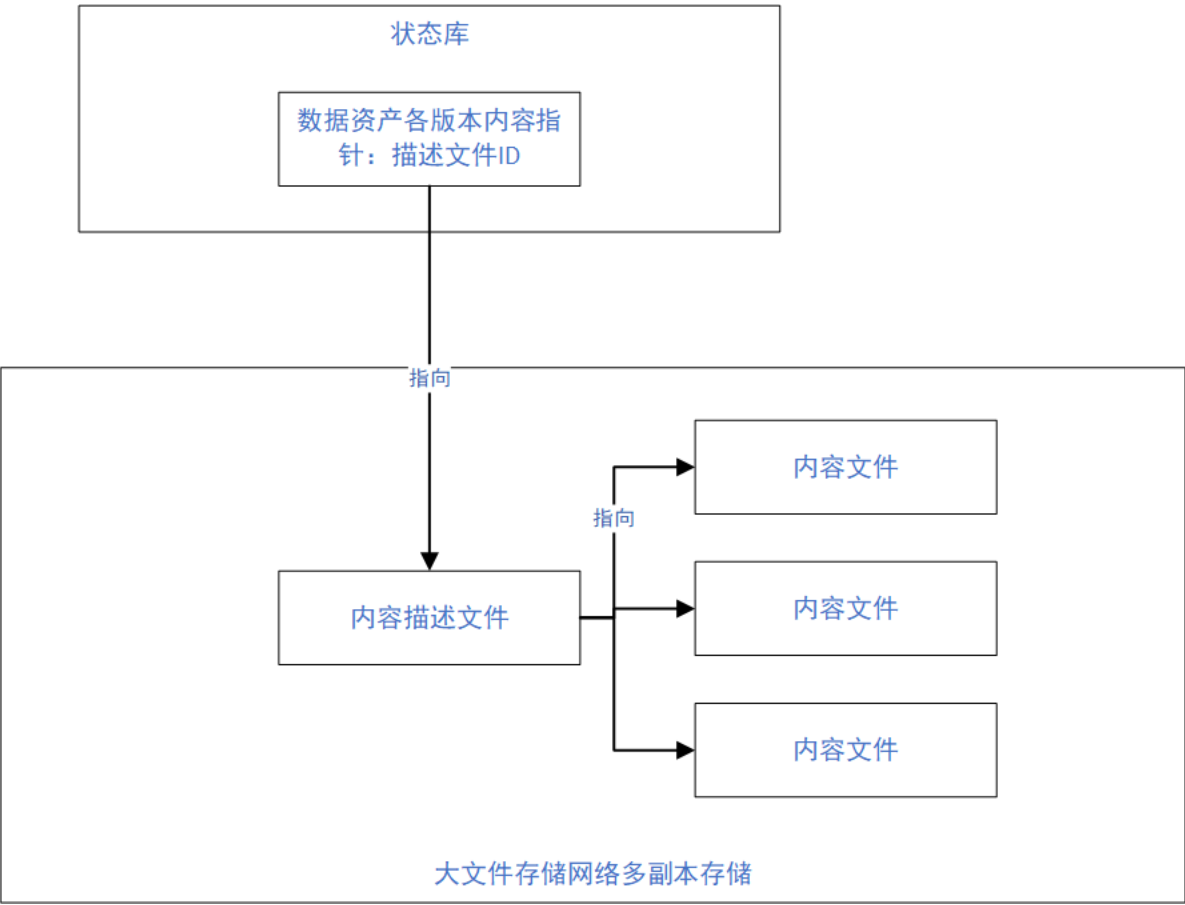 状态库
数据资产各版本内容指
针：描述文件ID
指向
内容文件
指向
内容文件
内容描述文件
内容文件
大文件存储网络多副本存储